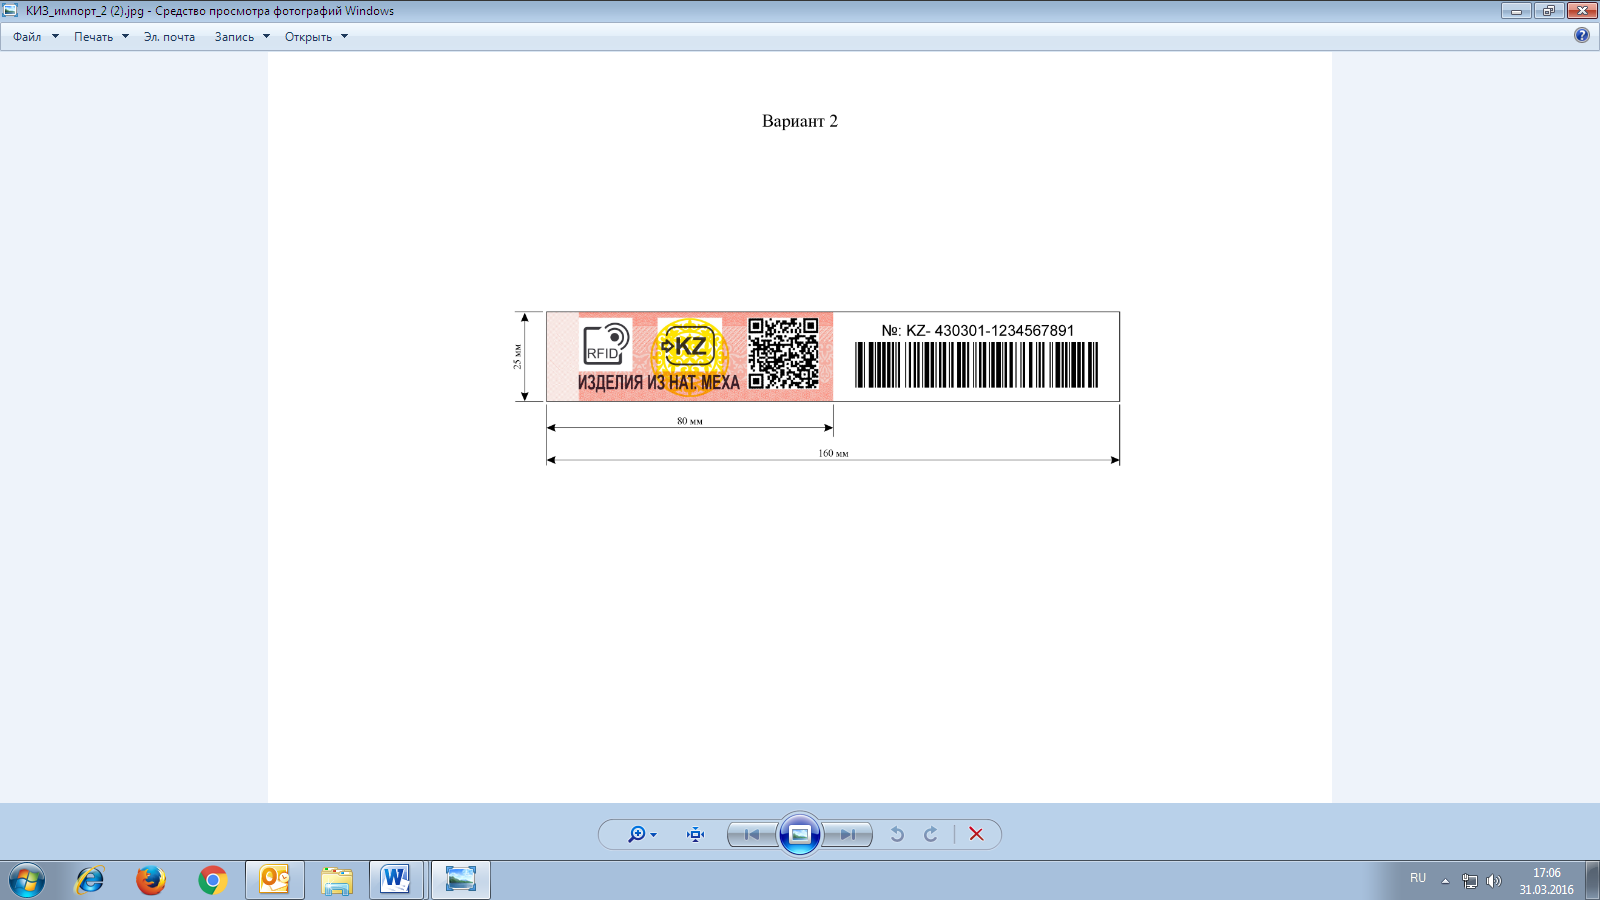 КИЗ_импорт_2 (2).jpg - Средство просмотра фотографий Windows
Файл Печать Эл. почта Запись Открыть
Вариант 2
25 мм
RFID
KZ
ИЗДЕЛИЯ ИЗ НАТ. МЕХА
№: KZ- 430301-1234567891
80 мм
160 мм
RU
17:06
31.03.2016